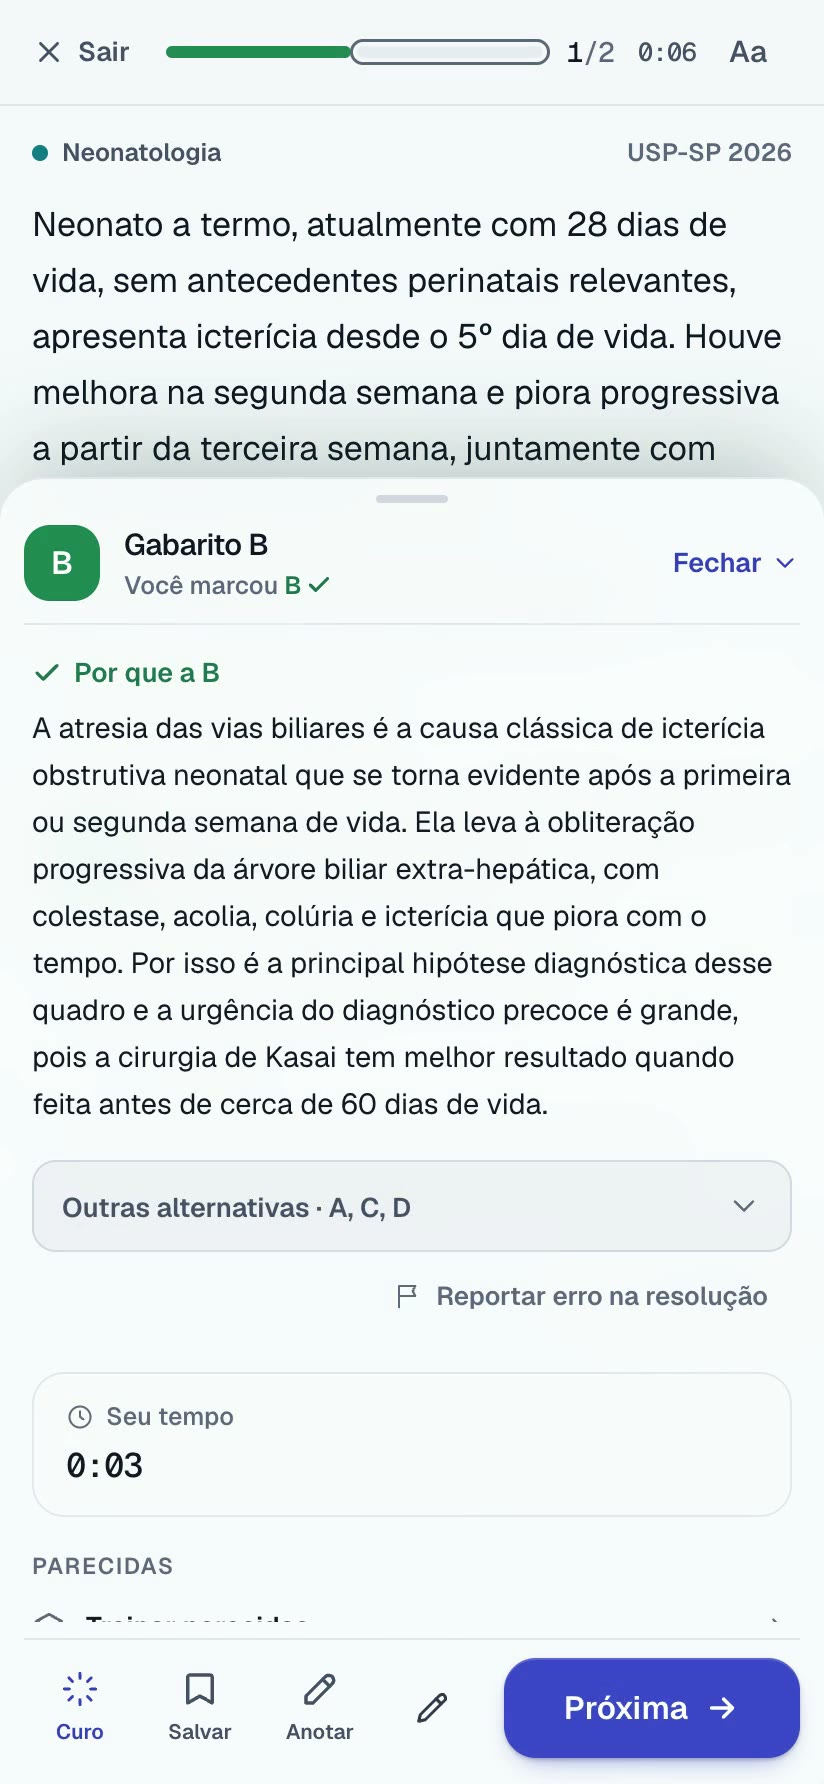 Sair 1/2 0:06 Aa
Neonatologia USP-SP 2026
Neonato a termo, atualmente com 28 dias de
vida, sem antecedentes perinatais relevantes,
apresenta icterícia desde o 5º dia de vida. Houve
melhora na segunda semana e piora progressiva
a partir da terceira semana, juntamente com
B
Gabarito B
Você marcou B
Fechar
Por que a B
A atresia das vias biliares é a causa clássica de icterícia
obstrutiva neonatal que se torna evidente após a primeira
ou segunda semana de vida. Ela leva à obliteração
progressiva da árvore biliar extra-hepática, com
colestase, acolia, colúria e icterícia que piora com o
tempo. Por isso é a principal hipótese diagnóstica desse
quadro e a urgência do diagnóstico precoce é grande,
pois a cirurgia de Kasai tem melhor resultado quando
feita antes de cerca de 60 dias de vida.
Outras alternativas · A, C, D
Reportar erro na resolução
Seu tempo
0:03
PARECIDAS
Curo Salvar Anotar Próxima